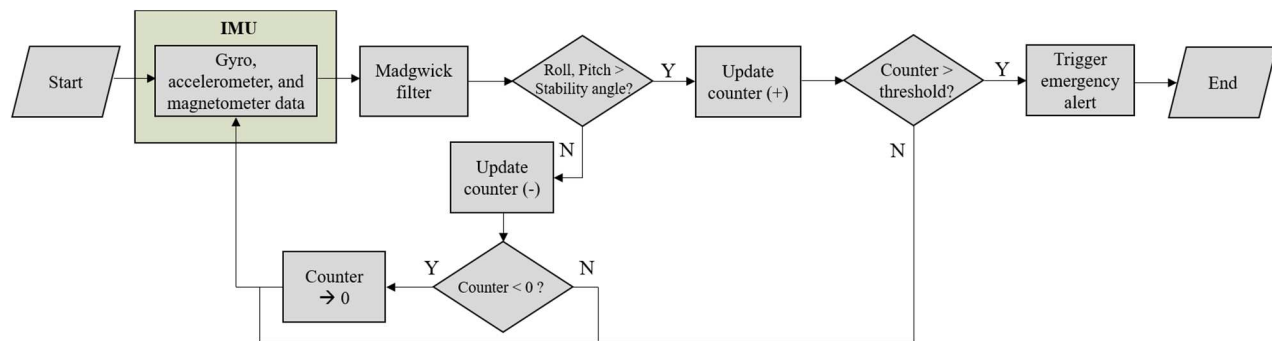 IMU
Start
Gyro,
accelerometer, and
magnetometer data
Madgwick
filter
Roll, Pitch >
Stability angle?
Y
Update
counter (+)
Counter >
threshold?
Y
Trigger
emergency
alert
End
N
N
Update
counter (-)
Counter
→ 0
Y
Counter < 0 ?
N